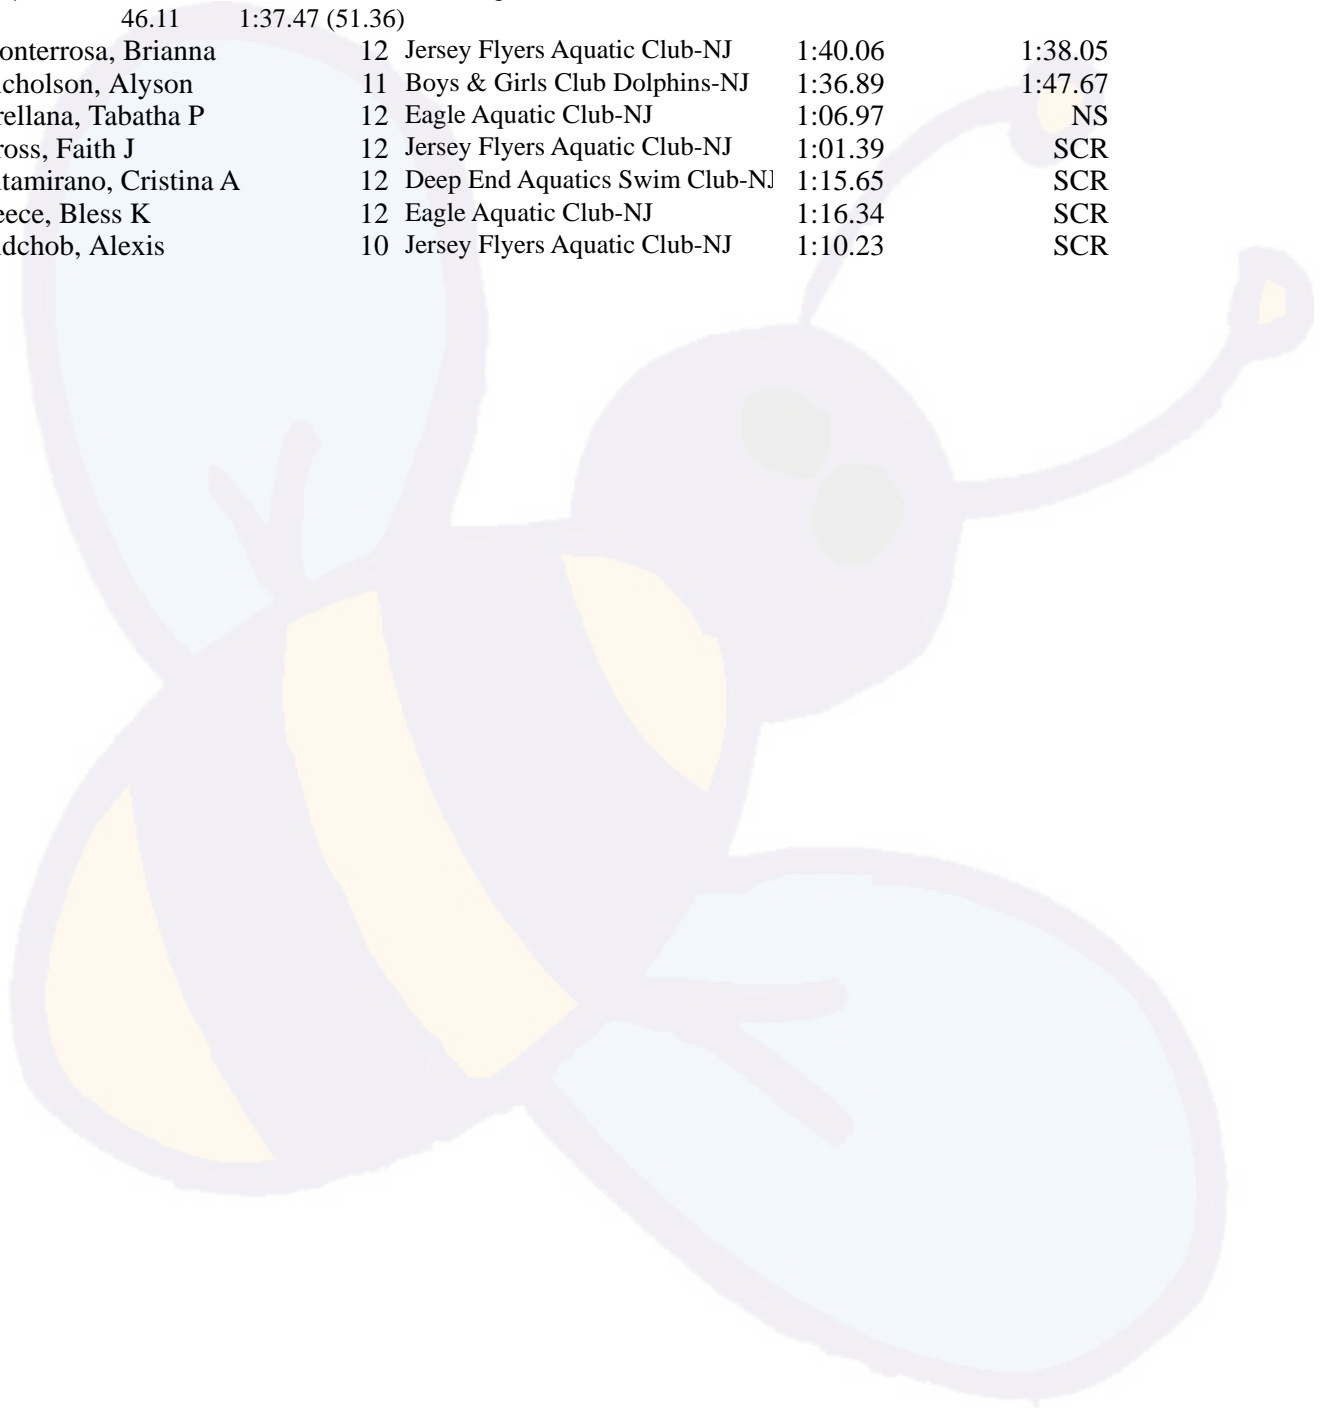 46.11 1:37.47 (51.36)
onterrosa, Brianna 12 Jersey Flyers Aquatic Club-NJ 1:40.06 1:38.05
icholson, Alyson 11 Boys & Girls Club Dolphins-NJ 1:36.89 1:47.67
rellana, Tabatha P 12 Eagle Aquatic Club-NJ 1:06.97 NS
ross, Faith J 12 Jersey Flyers Aquatic Club-NJ 1:01.39 SCR
ltamirano, Cristina A 12 Deep End Aquatics Swim Club-NJ 1:15.65 SCR
eece, Bless K 12 Eagle Aquatic Club-NJ 1:16.34 SCR
dchob, Alexis 10 Jersey Flyers Aquatic Club-NJ 1:10.23 SCR